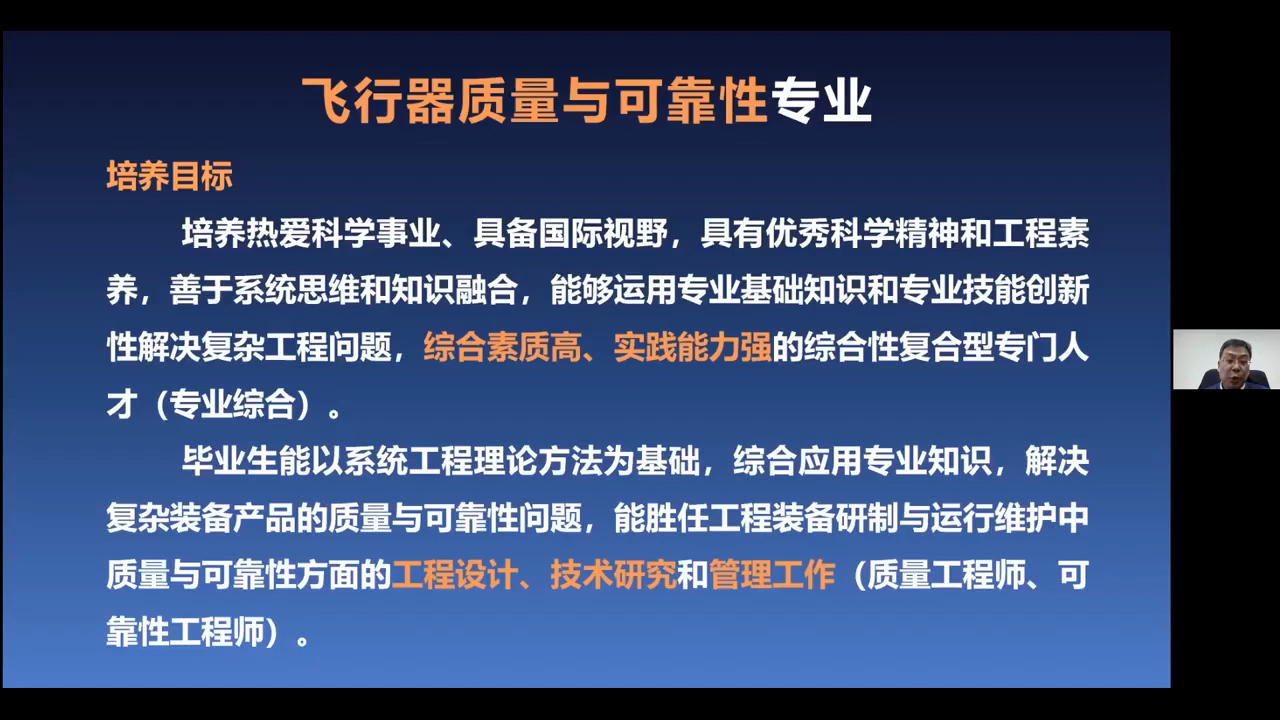 飞行器质量与可靠性专业
培养目标
培养热爱科学事业、具备国际视野，具有优秀科学精神和工程素
养，善于系统思维和知识融合，能够运用专业基础知识和专业技能创新
性解决复杂工程问题，综合素质高、实践能力强的综合性复合型专门人
才（专业综合）。
毕业生能以系统工程理论方法为基础，综合应用专业知识，解决
复杂装备产品的质量与可靠性问题，能胜任工程装备研制与运行维护中
质量与可靠性方面的工程设计、技术研究和管理工作（质量工程师、可
靠性工程师）。